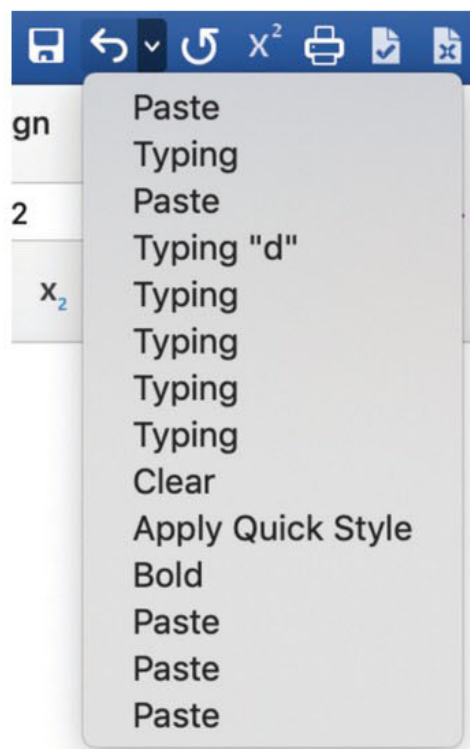 x²
gn
2
x₂
Paste
Typing
Paste
Typing "d"
Typing
Typing
Typing
Typing
Clear
Apply Quick Style
Bold
Paste
Paste
Paste